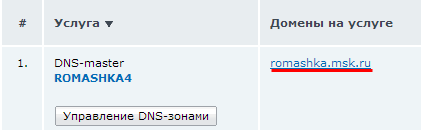 # Услуга ▼ Домены на услуге
1. DNS-master romashka.msk.ru
ROMASHKA4
Управление DNS-зонами